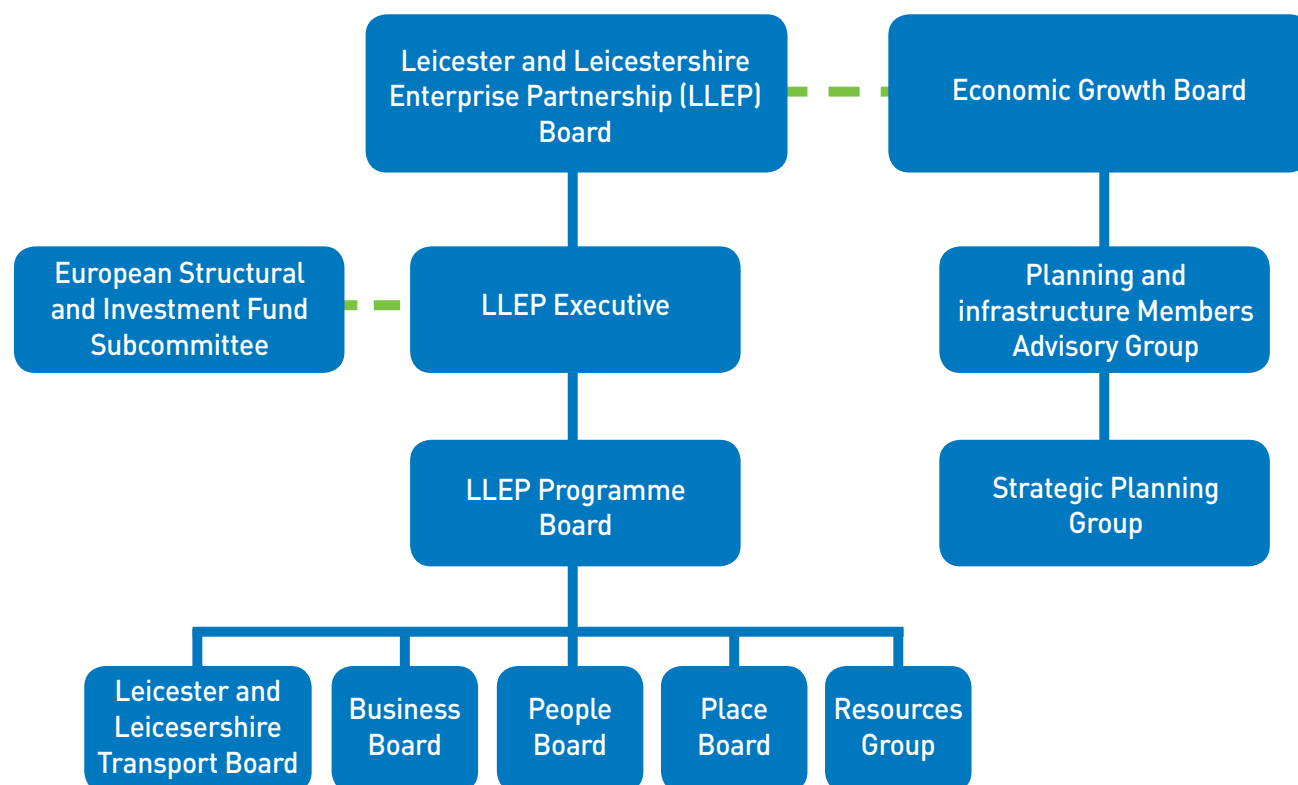 Leicester and Leicestershire
Enterprise Partnership (LLEP)
Board
Economic Growth Board
European Structural
and Investment Fund
Subcommittee
LLEP Executive
Planning and
infrastructure Members
Advisory Group
LLEP Programme
Board
Strategic Planning
Group
Leicester and
Leicesershire
Transport Board
Business
Board
People
Board
Place
Board
Resources
Group